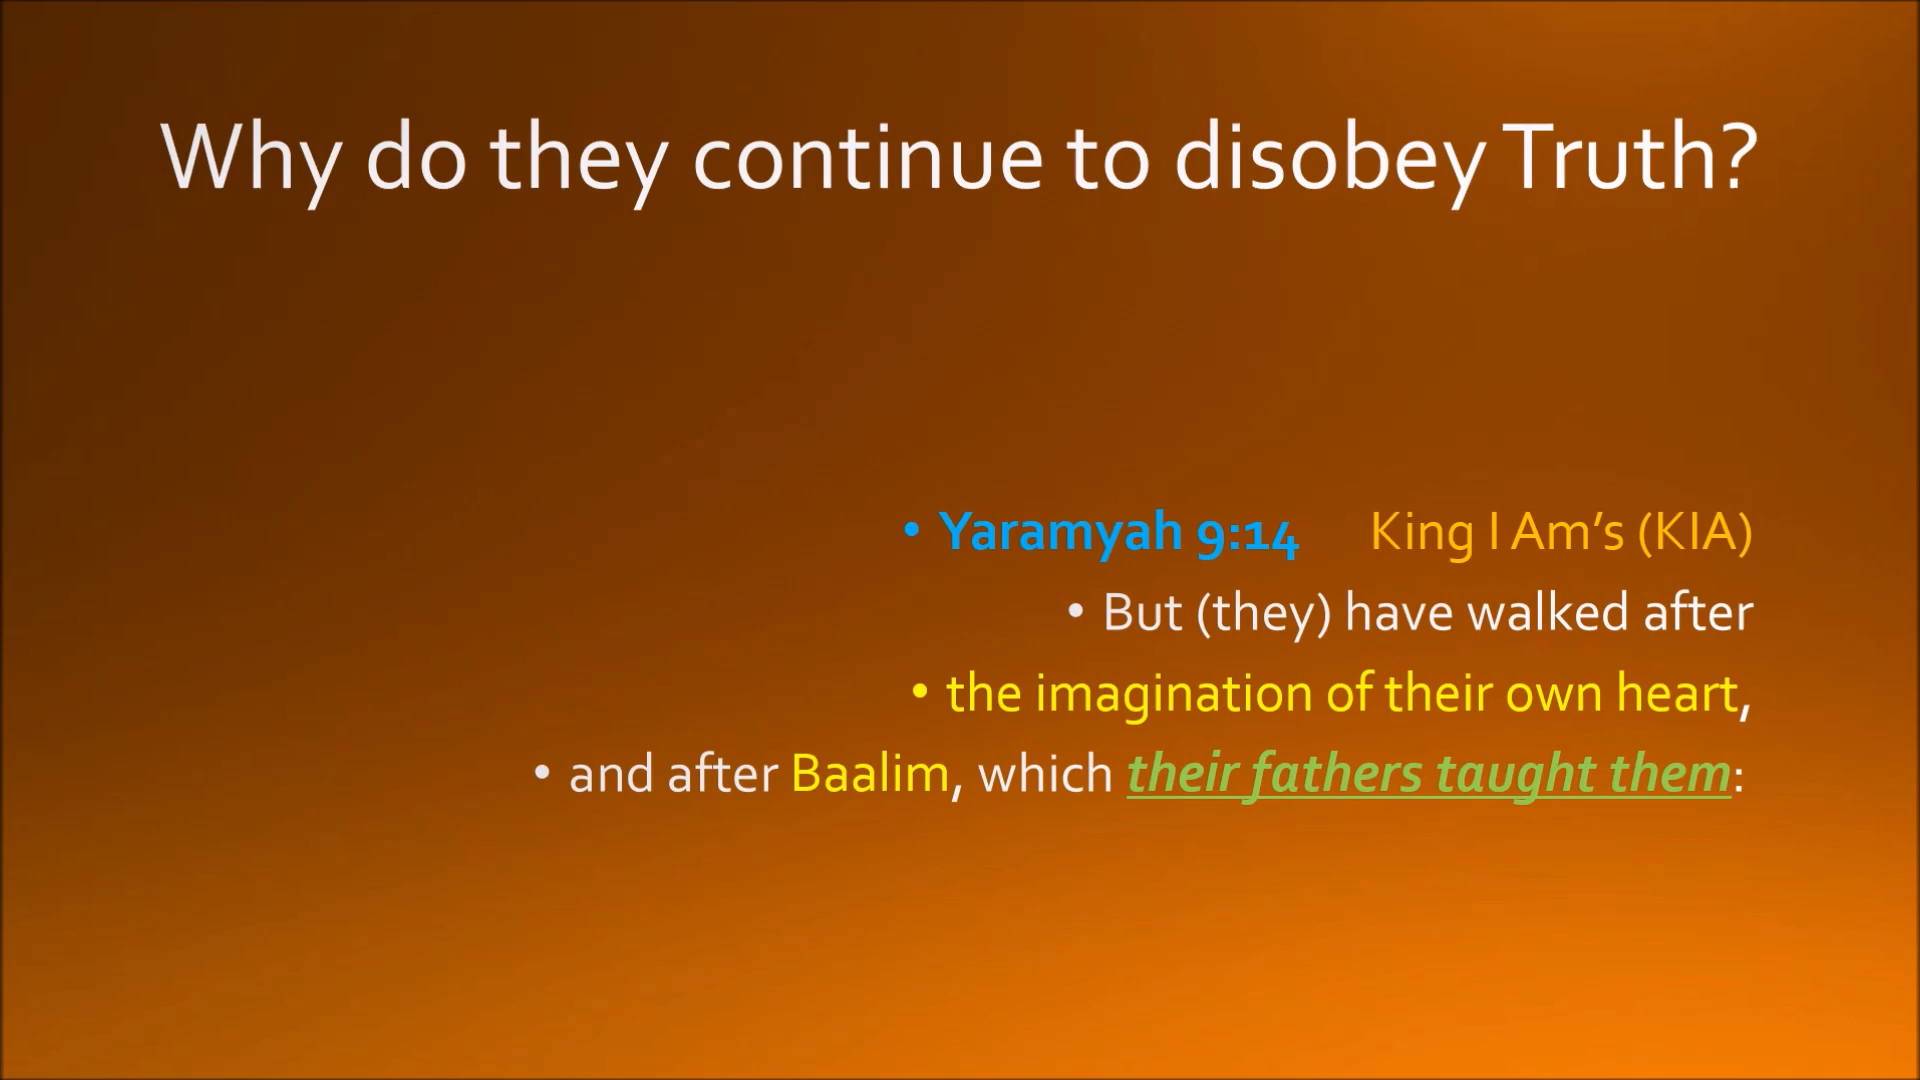 Why do they continue to disobey Truth?
• Yaramyah 9:14 King I Am’s (KIA)
• But (they) have walked after
• the imagination of their own heart,
• and after Baalim, which their fathers taught them: